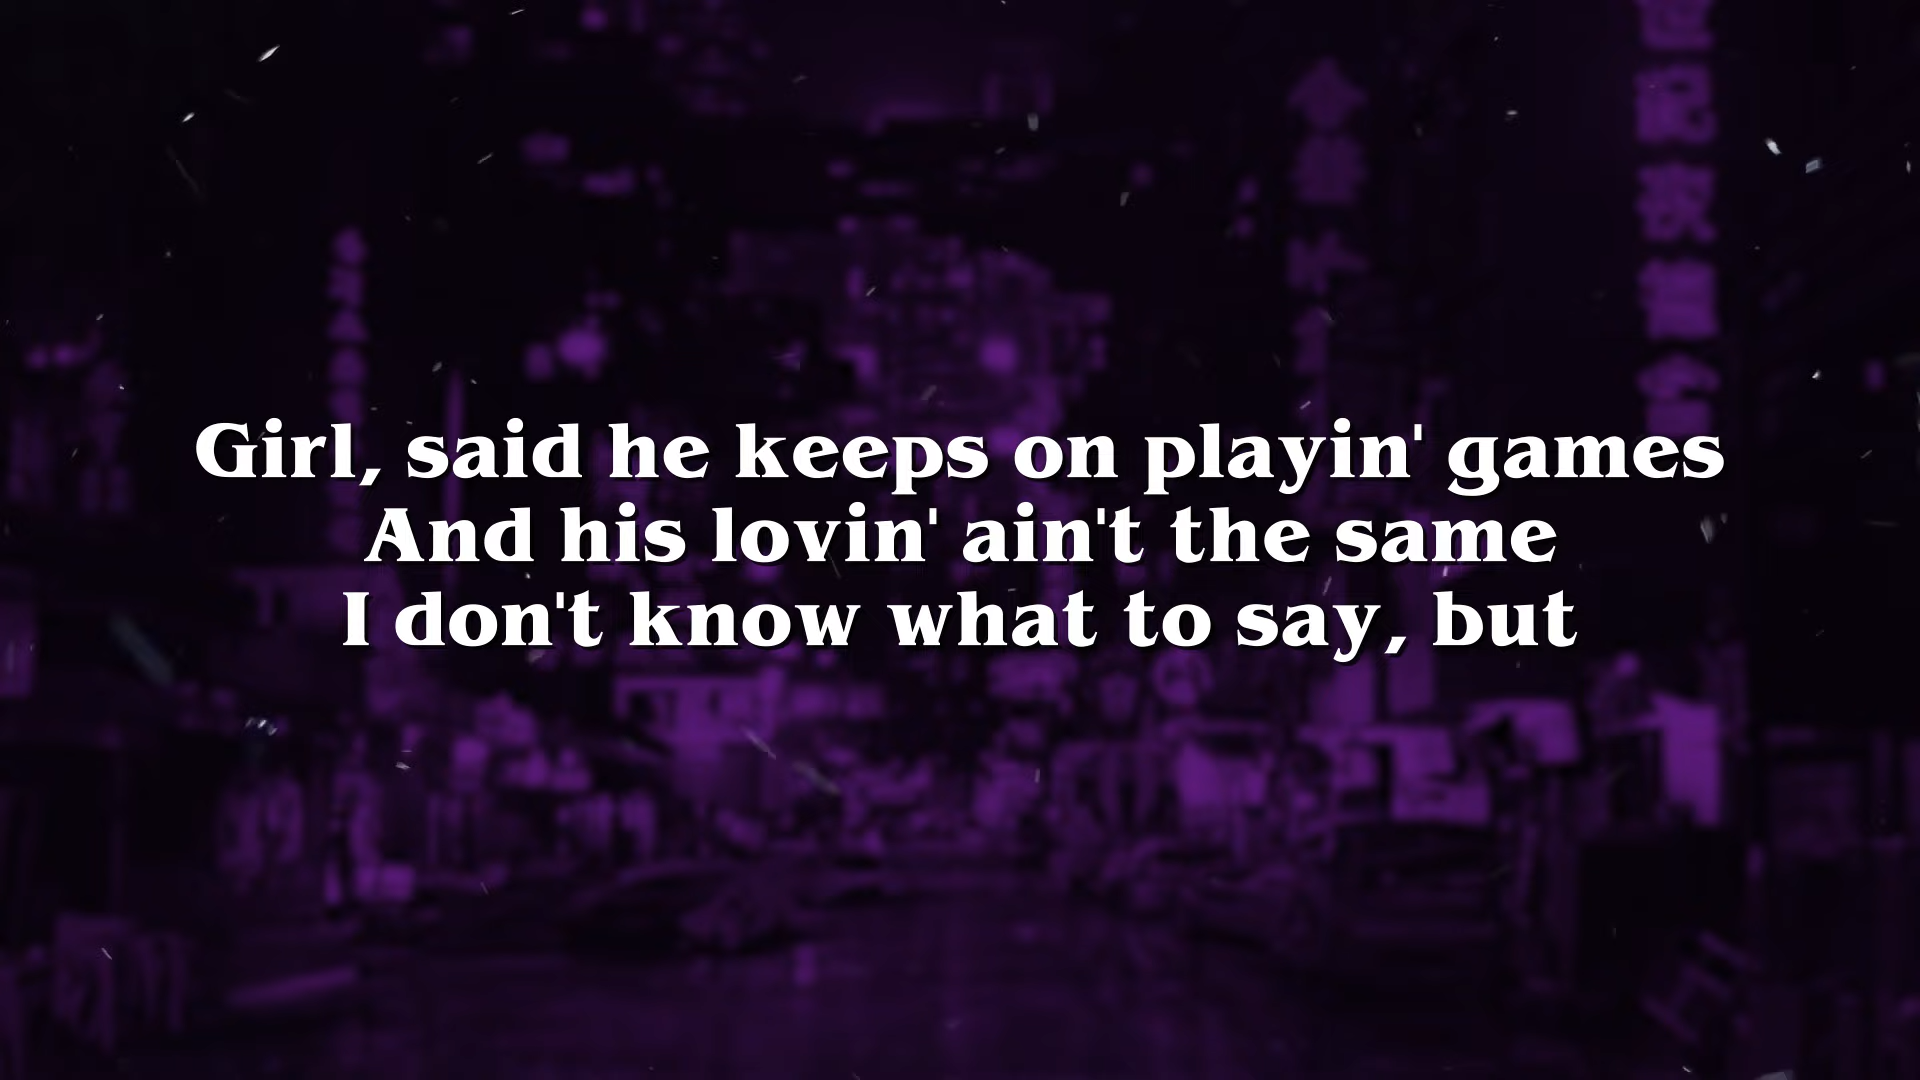 Girl, said he keeps on playin' games
And his lovin' ain't the same
I don't know what to say, but